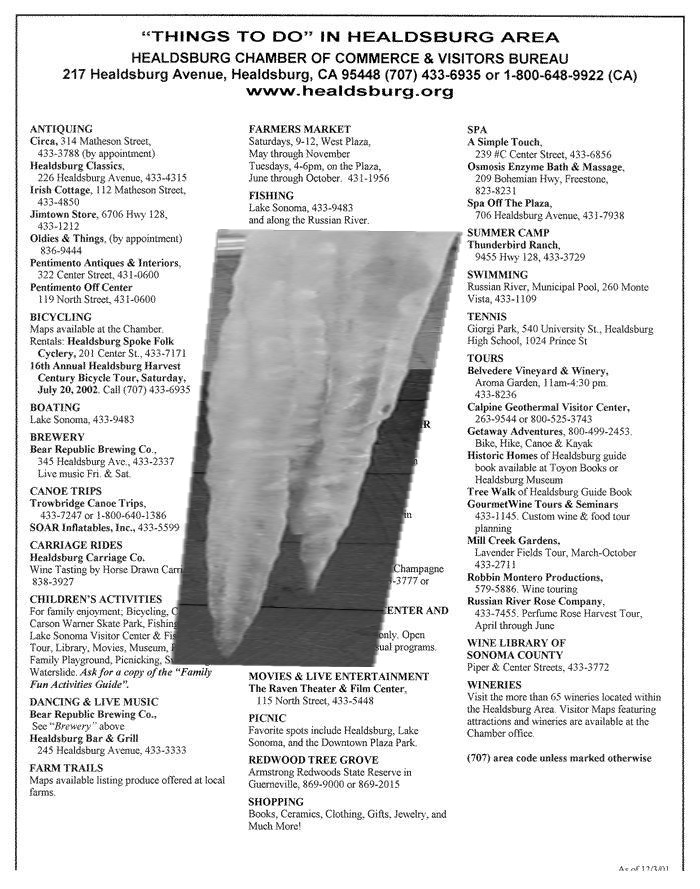 "THINGS TO DO" IN HEALDSBURG AREA
HEALDSBURG CHAMBER OF COMMERCE & VISITORS BUREAU
217 Healdsburg Avenue, Healdsburg, CA 95448 (707) 433-6935 or 1-800-648-9922 (CA)
www.healdsburg.org
ANTIQUING
Circa, 314 Matheson Street,
433-3788 (by appointment)
Healdsburg Classics,
226 Healdsburg Avenue, 433-4315
Irish Cottage, 112 Matheson Street,
433-4850
Jimtown Store, 6706 Hwy 128,
433-1212
Oldies & Things, (by appointment)
836-9444
Pentimento Antiques & Interiors,
322 Center Street, 431-0600
Pentimento Off Center
119 North Street, 431-0600
BICYCLING
Maps available at the Chamber.
Rentals: Healdsburg Spoke Folk
Cyclery, 201 Center St., 433-7171
16th Annual Healdsburg Harvest
Century Bicycle Tour, Saturday,
July 20, 2002. Call (707) 433-6935
BOATING
Lake Sonoma, 433-9483
BREWERY
Bear Republic Brewing Co.,
345 Healdsburg Ave., 433-2337
Live music Fri. & Sat.
CANOE TRIPS
Trowbridge Canoe Trips,
433-7247 or 1-800-640-1386
SOAR Inflatables, Inc., 433-5599
CARRIAGE RIDES
Healdsburg Carriage Co.
Wine Tasting by Horse Drawn
838-3927
CHILDREN'S ACTIVITIES
For family enjoyment; Bicycling,
Carson Warner Skate Park, Fishing
Lake Sonoma Visitor Center &
Tour, Library, Movies, Museum,
Family Playground, Picnicking,
Waterslide. Ask for a copy of the "Family
Fun Activities Guide".
DANCING & LIVE MUSIC
Bear Republic Brewing Co.,
See "Brewery" above
Healdsburg Bar & Grill
245 Healdsburg Avenue, 433-3333
FARM TRAILS
Maps available listing produce offered at local
farms.
FARMERS MARKET
Saturdays, 9-12, West Plaza,
May through November
Tuesdays, 4-6pm, on the Plaza,
June through October. 431-1956
FISHING
Lake Sonoma, 433-9483
and along the Russian River.
Champagne
-3777 or
CENTER AND
only. Open
programs.
MOVIES & LIVE ENTERTAINMENT
The Raven Theater & Film Center,
115 North Street, 433-5448
PICNIC
Favorite spots include Healdsburg, Lake
Sonoma, and the Downtown Plaza Park.
REDWOOD TREE GROVE
Armstrong Redwoods State Reserve in
Guerneville, 869-9000 or 869-2015
SHOPPING
Books, Ceramics, Clothing, Gifts, Jewelry, and
Much More!
SPA
A Simple Touch,
239 #C Center Street, 433-6856
Osmosis Enzyme Bath & Massage,
209 Bohemian Hwy, Freestone,
823-8231
Spa Off The Plaza,
706 Healdsburg Avenue, 431-7938
SUMMER CAMP
Thunderbird Ranch,
9455 Hwy 128, 433-3729
SWIMMING
Russian River, Municipal Pool, 260 Monte
Vista, 433-1109
TENNIS
Giorgi Park, 540 University St., Healdsburg
High School, 1024 Prince St
TOURS
Belvedere Vineyard & Winery,
Aroma Garden, 11am-4:30 pm.
433-8236
Calpine Geothermal Visitor Center,
263-9544 or 800-525-3743
Getaway Adventures, 800-499-2453.
Bike, Hike, Canoe & Kayak
Historic Homes of Healdsburg guide
book available at Toyon Books or
Healdsburg Museum
Tree Walk of Healdsburg Guide Book
GourmetWine Tours & Seminars
433-1145. Custom wine & food tour
planning
Mill Creek Gardens,
Lavender Fields Tour, March-October
433-2711
Robbin Montero Productions,
579-5886. Wine touring
Russian River Rose Company,
433-7455. Perfume Rose Harvest Tour,
April through June
WINE LIBRARY OF
SONOMA COUNTY
Piper & Center Streets, 433-3772
WINERIES
Visit the more than 65 wineries located within
the Healdsburg Area. Visitor Maps featuring
attractions and wineries are available at the
Chamber office.
(707) area code unless marked otherwise
As of 12/3/01